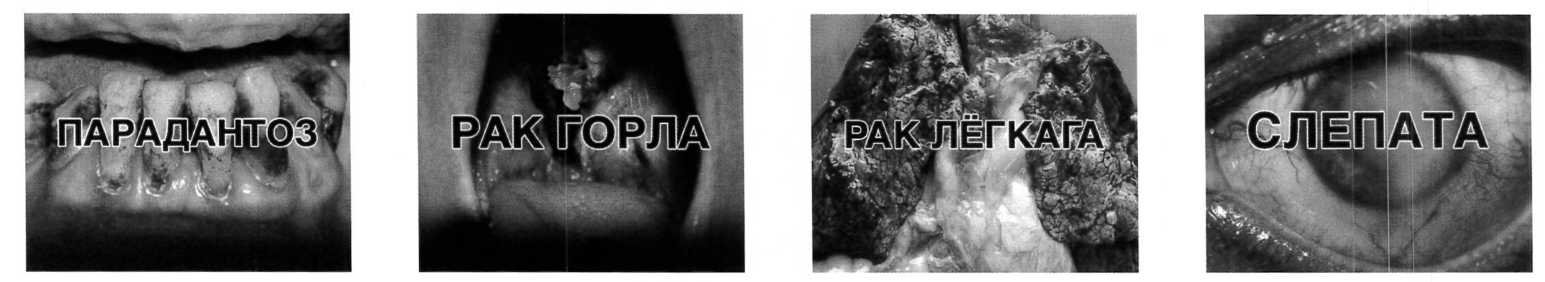 ПАРАДАНТОЗ
РАК ГОРЛА
РАК ЛЁГКАГА
СЛЕПАТА